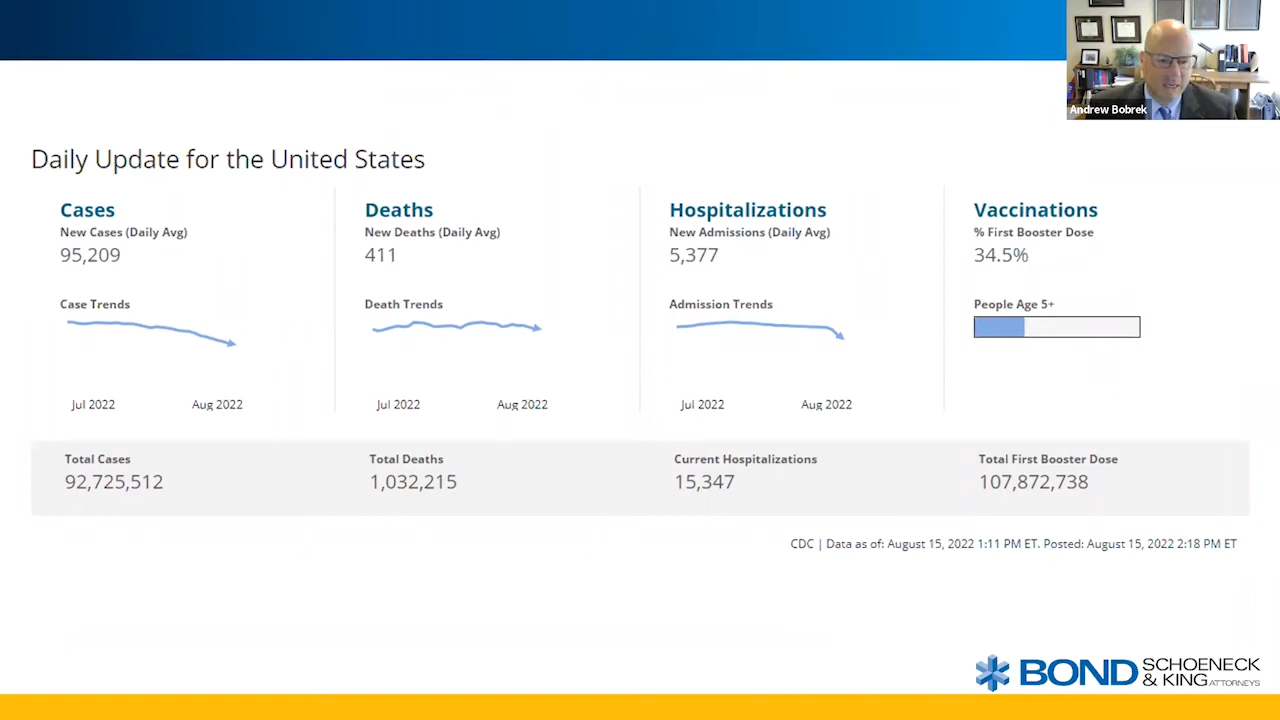 Andrew Bobrek
Daily Update for the United States
Cases
New Cases (Daily Avg)
95,209
Case Trends
Jul 2022
Aug 2022
Deaths
New Deaths (Daily Avg)
411
Death Trends
Jul 2022
Aug 2022
Hospitalizations
New Admissions (Daily Avg)
5,377
Admission Trends
Jul 2022
Aug 2022
Vaccinations
% First Booster Dose
34.5%
People Age 5+
Total Cases
92,725,512
Total Deaths
1,032,215
Current Hospitalizations
15,347
Total First Booster Dose
107,872,738
CDC | Data as of: August 15, 2022 1:11 PM ET. Posted: August 15, 2022 2:18 PM ET
BOND SCHOENECK
& KING ATTORNEYS